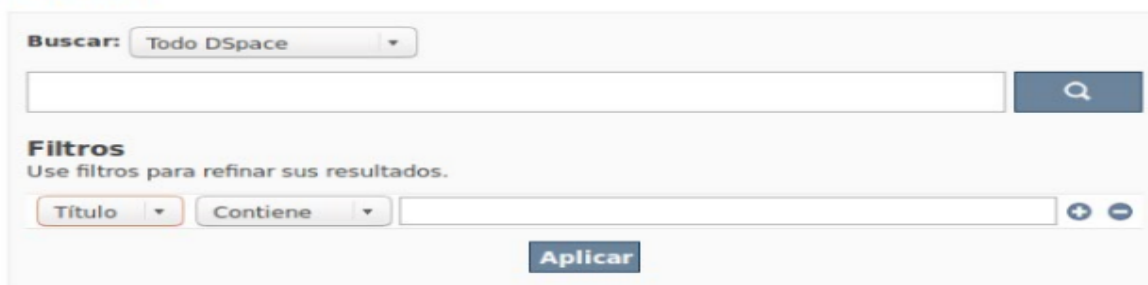 Buscar: Todo DSpace
Filtros
Use filtros para refinar sus resultados.
Título Contiene
Aplicar